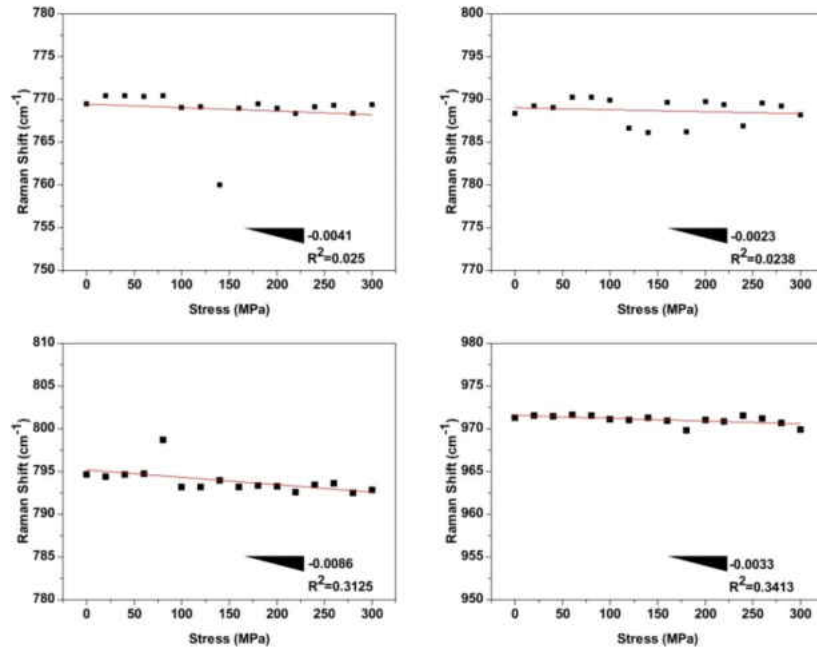 780
775
770
765
760
755
750
Raman Shift (cm⁻¹)
0 50 100 150 200 250 300
Stress (MPa)
-0.0041
R²=0.025
800
795
790
785
780
775
770
Raman Shift (cm⁻¹)
0 50 100 150 200 250 300
Stress (MPa)
-0.0023
R²=0.0238
810
805
800
795
790
785
780
Raman Shift (cm⁻¹)
0 50 100 150 200 250 300
Stress (MPa)
-0.0086
R²=0.3125
980
975
970
965
960
955
950
Raman Shift (cm⁻¹)
0 50 100 150 200 250 300
Stress (MPa)
-0.0033
R²=0.3413